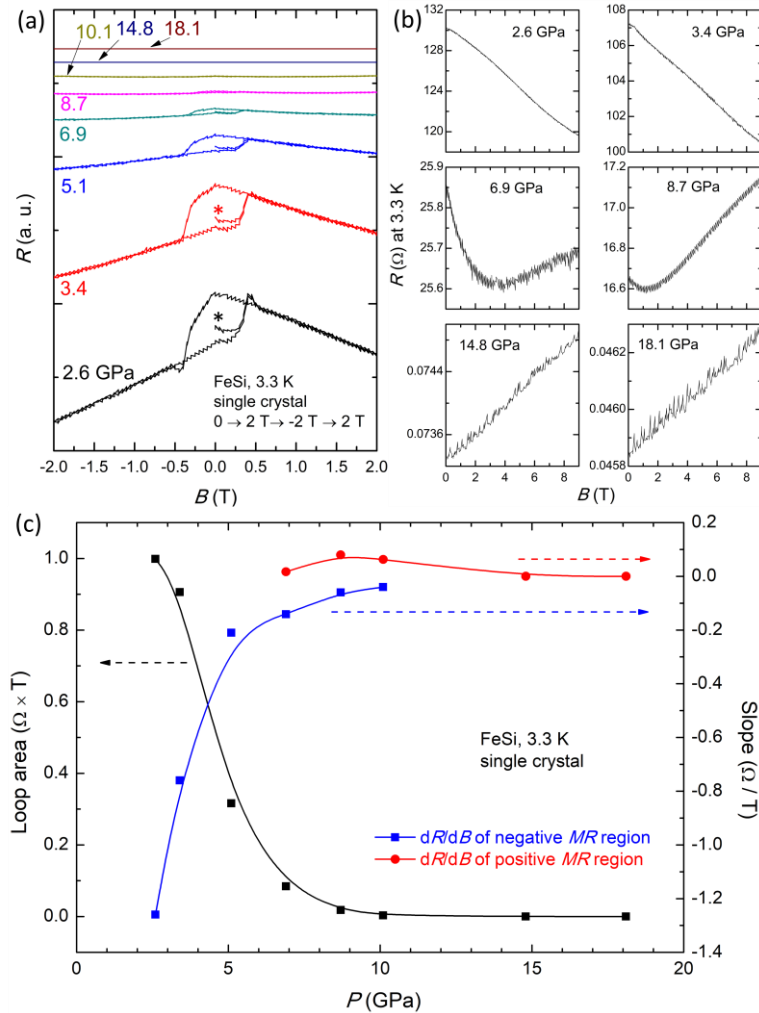 (a)
10.1
14.8
18.1
8.7
6.9
5.1
*
3.4
*
2.6 GPa
FeSi, 3.3 K
single crystal
0 → 2 T → -2 T → 2 T
R (a. u.)
-2.0 -1.5 -1.0 -0.5 0.0 0.5 1.0 1.5 2.0
B (T)
(b)
2.6 GPa
130
128
126
124
122
120
3.4 GPa
108
106
104
102
100
6.9 GPa
25.9
25.8
25.7
25.6
8.7 GPa
17.2
17.0
16.8
16.6
14.8 GPa
0.0744
0.0736
0 2 4 6 8
18.1 GPa
0.0462
0.0460
0.0458
0 2 4 6 8
R (Ω) at 3.3 K
B (T)
(c)
1.0
0.8
0.6
0.4
0.2
0.0
Loop area (Ω × T)
0.2
0.0
-0.2
-0.4
-0.6
-0.8
-1.0
-1.2
-1.4
Slope (Ω / T)
FeSi, 3.3 K
single crystal
dR/dB of negative MR region
dR/dB of positive MR region
0 5 10 15 20
P (GPa)